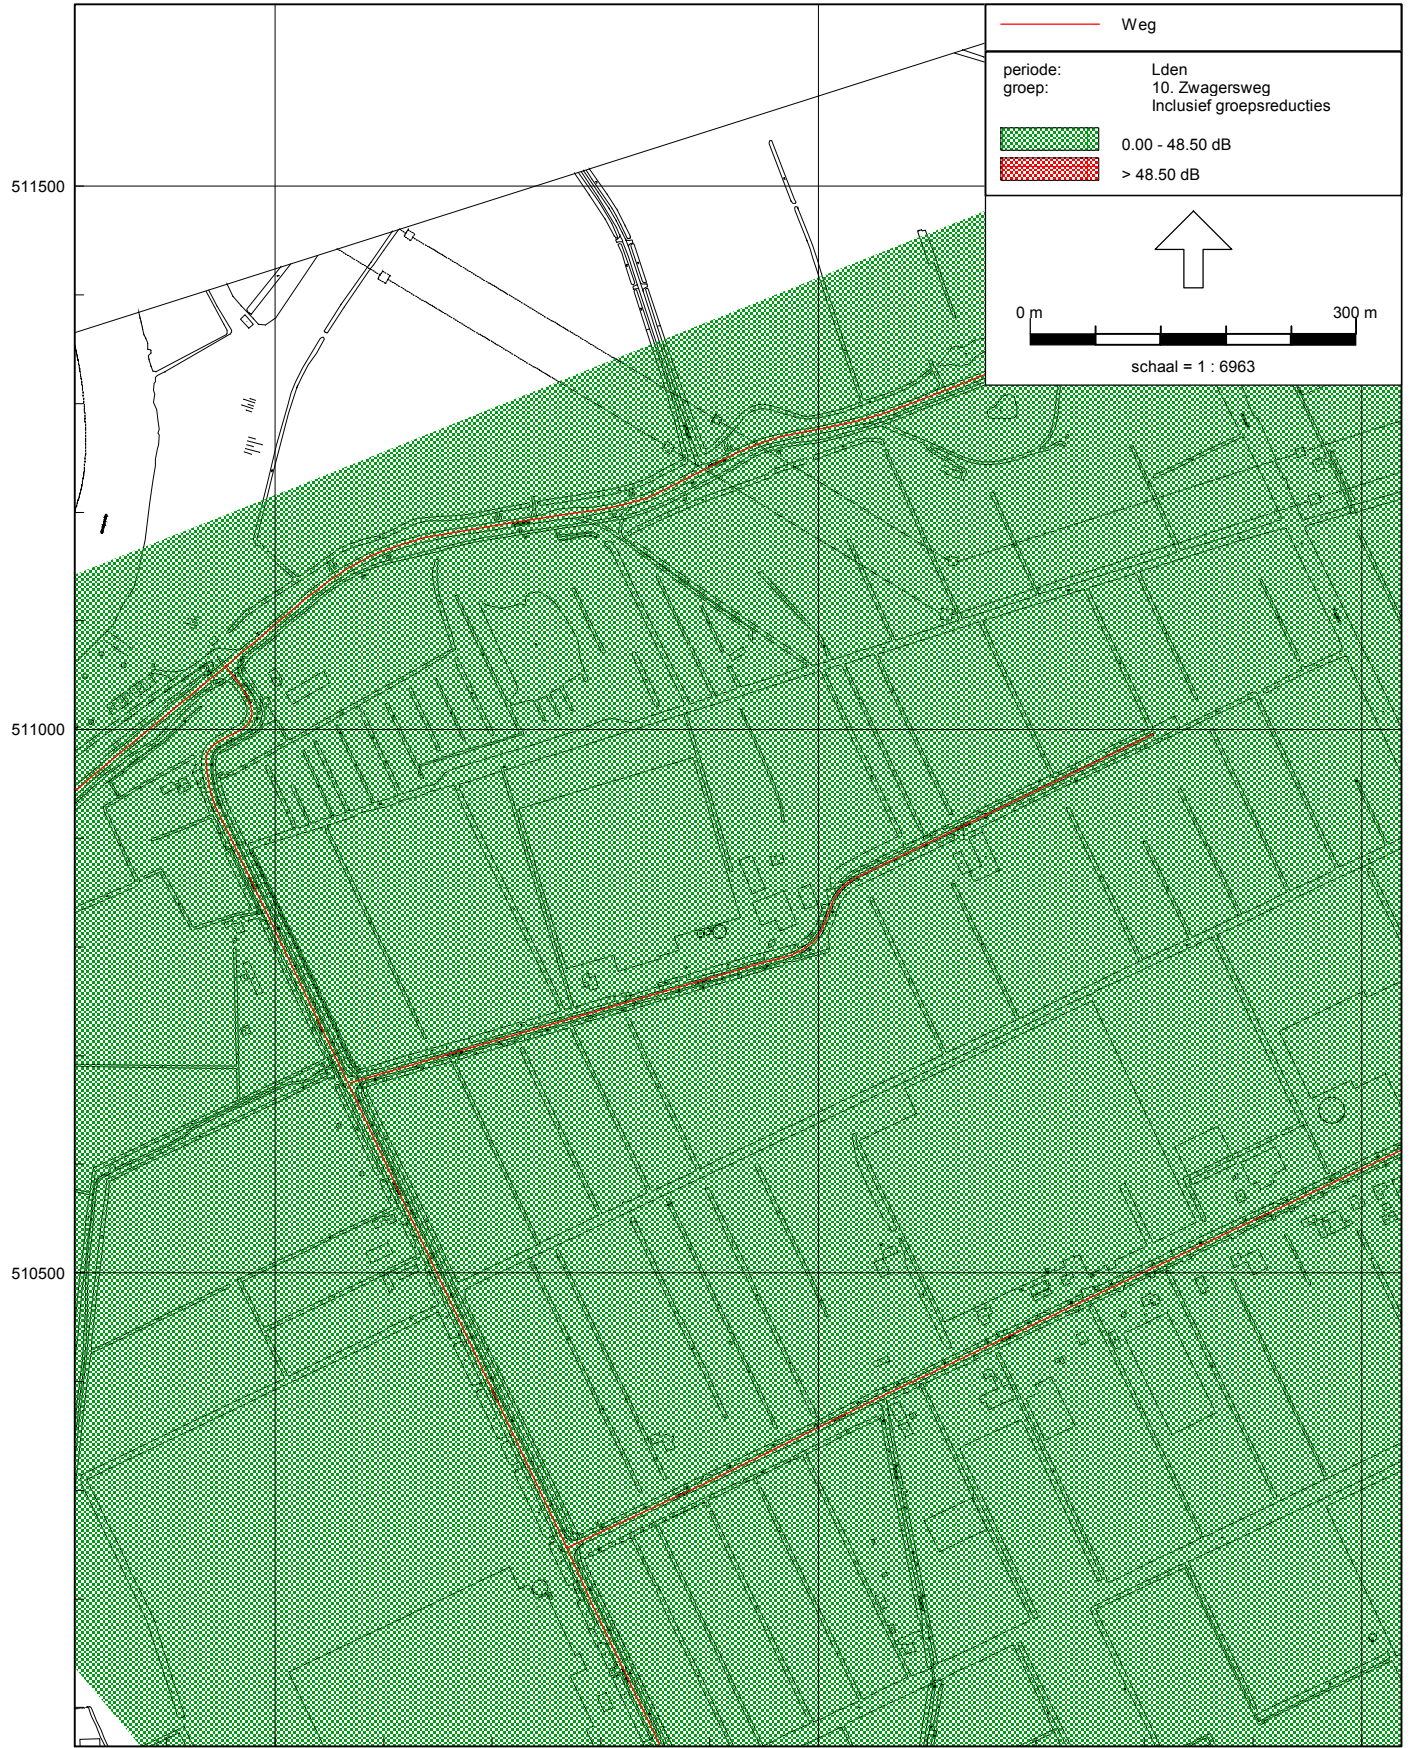 Weg
periode: Lden
groep: 10. Zwagersweg
Inclusief groepsreducties
0.00 - 48.50 dB
> 48.50 dB
0 m 300 m
schaal = 1 : 6963
511500
511000
510500